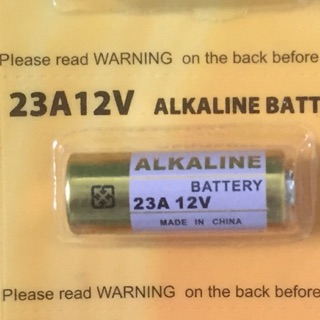 Please read WARNING on the back before
23A12V ALKALINE BATT
ALKALINE
BATTERY
23A 12V
MADE IN CHINA
Please read WARNING on the back before